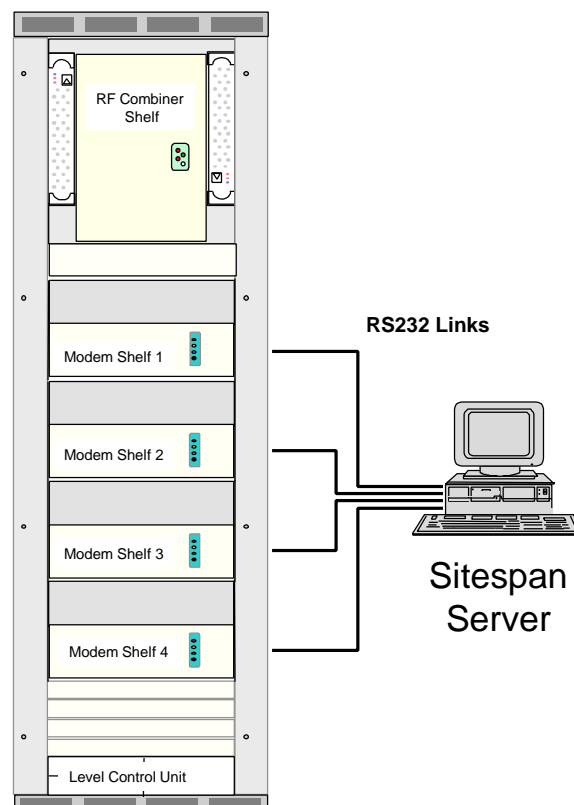 RF Combiner
Shelf
RS232 Links
Modem Shelf 1
Modem Shelf 2
Modem Shelf 3
Sitespan
Server
Modem Shelf 4
Level Control Unit